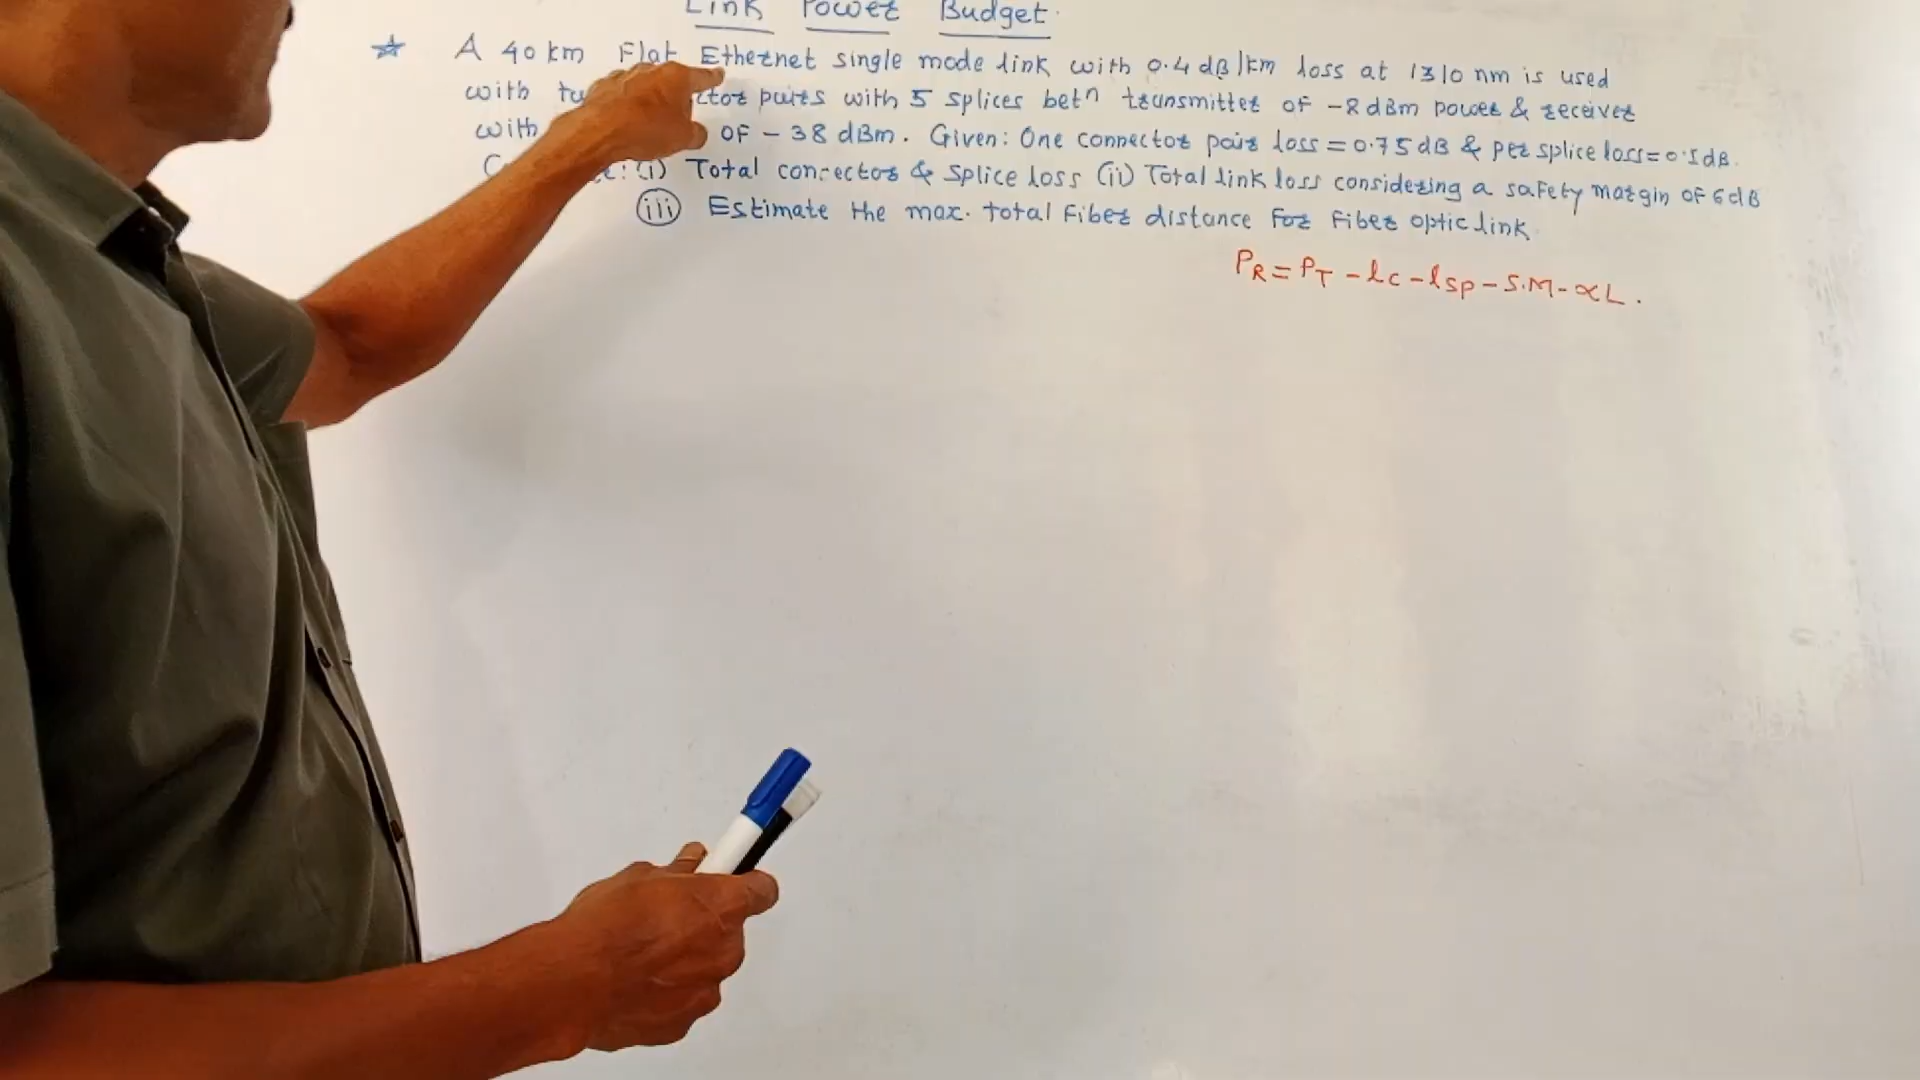 Link Power Budget.
A 40 km Flat Ethernet single mode link with 0.4 dB/km loss at 1310 nm is used
with pairs with 5 splices betn transmitter of -8 dBm power & receiver
with OF - 38 dBm. Given: One connector pair loss = 0.75 dB & per splice loss = 0.1 dB.
(i) Total connector & splice loss (ii) Total link loss considering a safety margin of 6 dB
(iii) Estimate the max. total fiber distance for fiber optic link.
PR = PT - lc - lsp - S.M - αL.